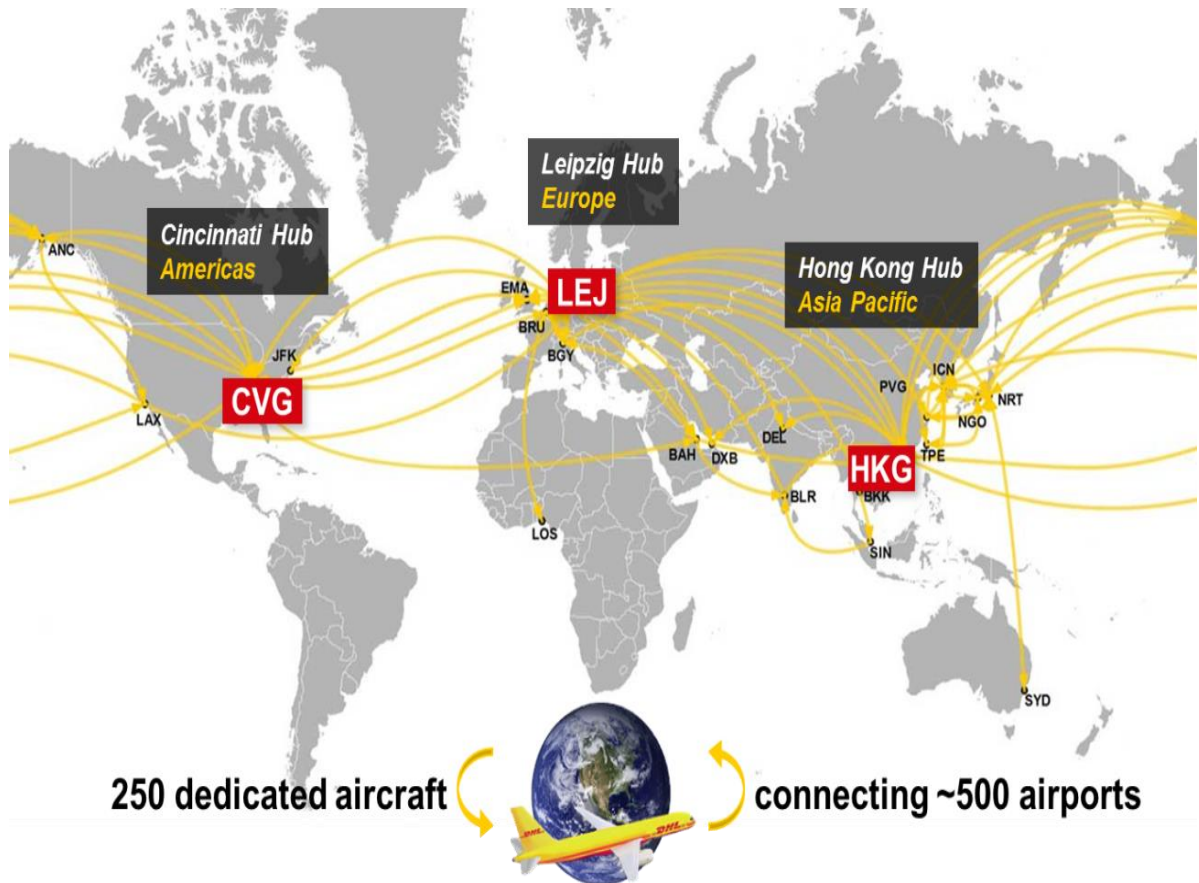 Leipzig Hub
Europe
Cincinnati Hub
Americas
Hong Kong Hub
Asia Pacific
ANC
EMA
LEJ
BRU
BGY
JFK
CVG
LAX
ICN
PVG
NRT
NGO
DEL
BAH
DXB
TPE
HKG
BLR
BKK
LOS
SIN
SYD
250 dedicated aircraft
connecting ~500 airports
DHL
DHL